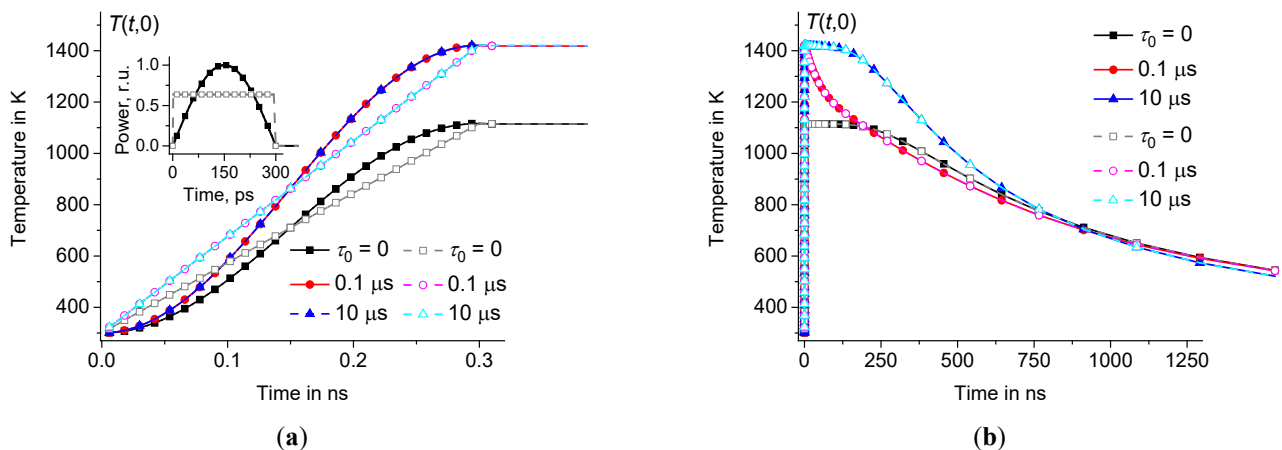 T(t,0)
1400
1200
1000
800
600
400
Temperature in K
0.0
0.1
0.2
0.3
Time in ns
Power, r.u.
1.0
0.5
0.0
0
150
300
Time, ps
τ0 = 0
0.1 μs
10 μs
τ0 = 0
0.1 μs
10 μs
(a)
T(t,0)
1400
1200
1000
800
600
400
Temperature in K
0
250
500
750
1000
1250
Time in ns
τ0 = 0
0.1 μs
10 μs
τ0 = 0
0.1 μs
10 μs
(b)